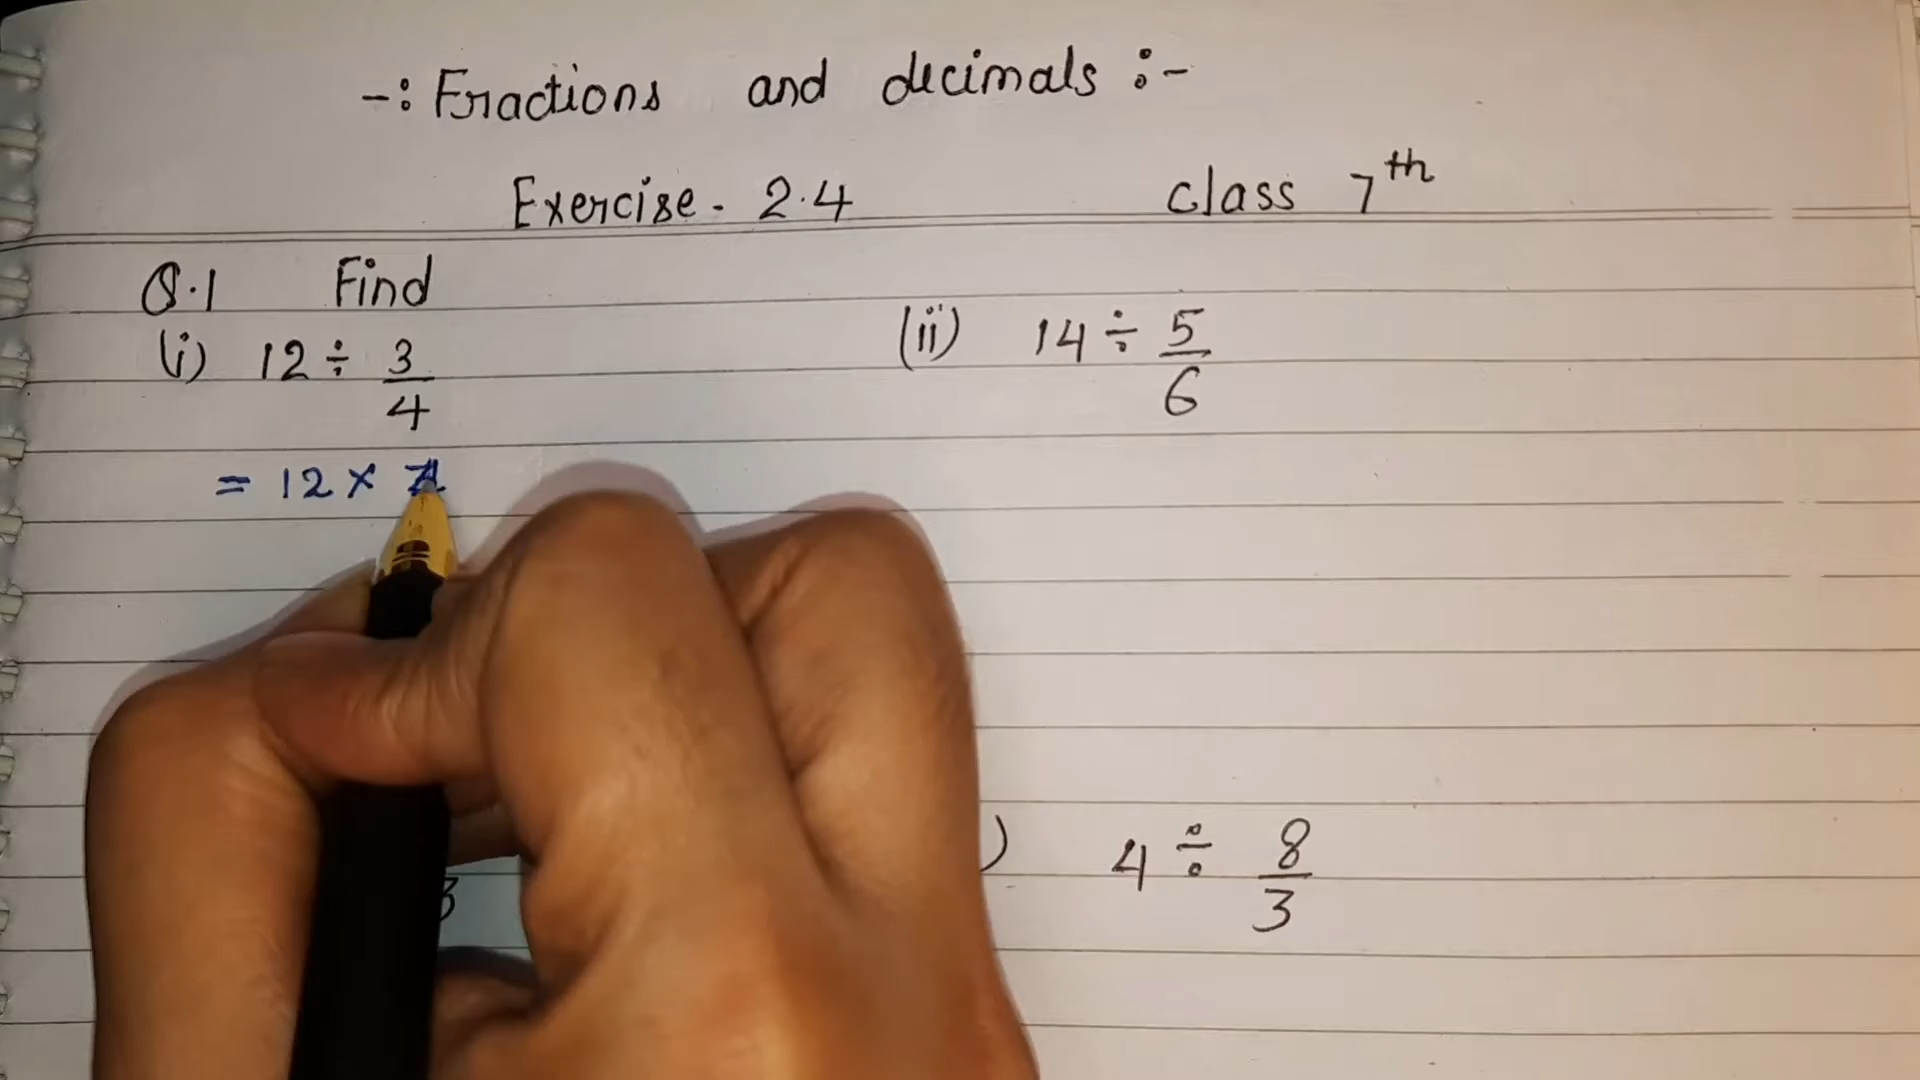 -: Fractions and decimals :-
Exercise - 2.4 class 7th
Q.1 Find
(i) 12 ÷ 3/4 (ii) 14 ÷ 5/6
= 12 ×
) 4 ÷ 8/3
3